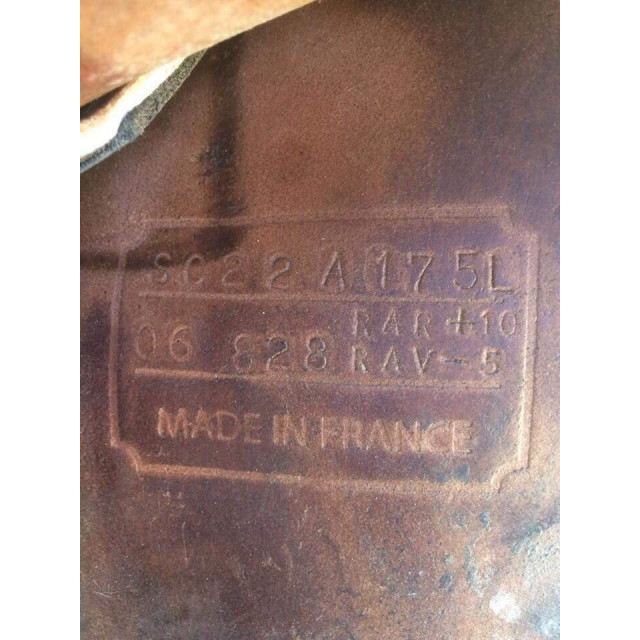 SC22A175L
06 828 RAR+10
RAV-5
MADE IN FRANCE